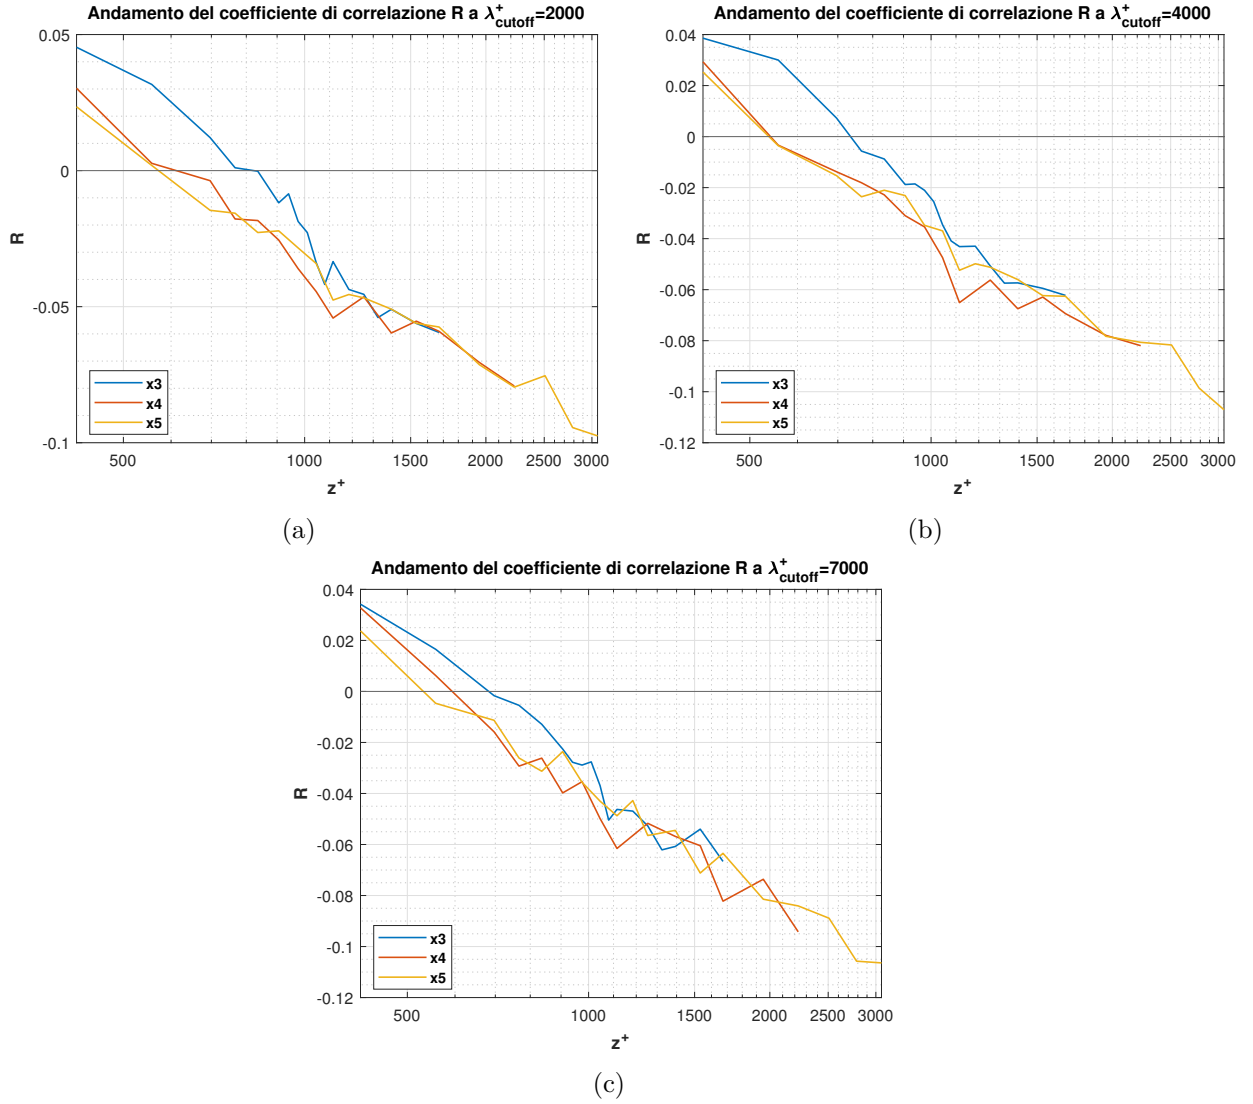 Andamento del coefficiente di correlazione R a λ⁺cutoff=2000
0.05
0
-0.05
-0.1
R
x3
x4
x5
500 1000 1500 2000 2500 3000
z⁺
(a)
Andamento del coefficiente di correlazione R a λ⁺cutoff=4000
0.04
0.02
0
-0.02
-0.04
-0.06
-0.08
-0.1
-0.12
R
x3
x4
x5
500 1000 1500 2000 2500 3000
z⁺
(b)
Andamento del coefficiente di correlazione R a λ⁺cutoff=7000
0.04
0.02
0
-0.02
-0.04
-0.06
-0.08
-0.1
-0.12
R
x3
x4
x5
500 1000 1500 2000 2500 3000
z⁺
(c)